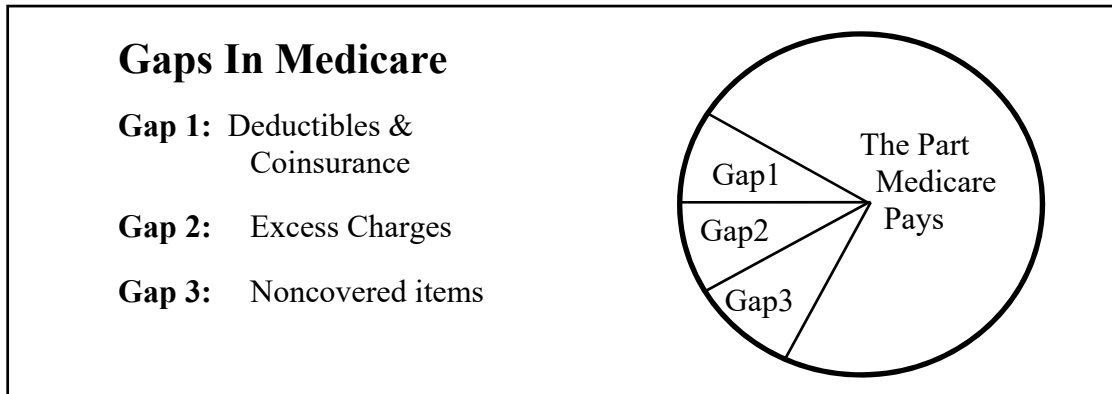 Gaps In Medicare
Gap 1: Deductibles &
Coinsurance
Gap 2: Excess Charges
Gap 3: Noncovered items
The Part
Medicare
Pays
Gap1
Gap2
Gap3